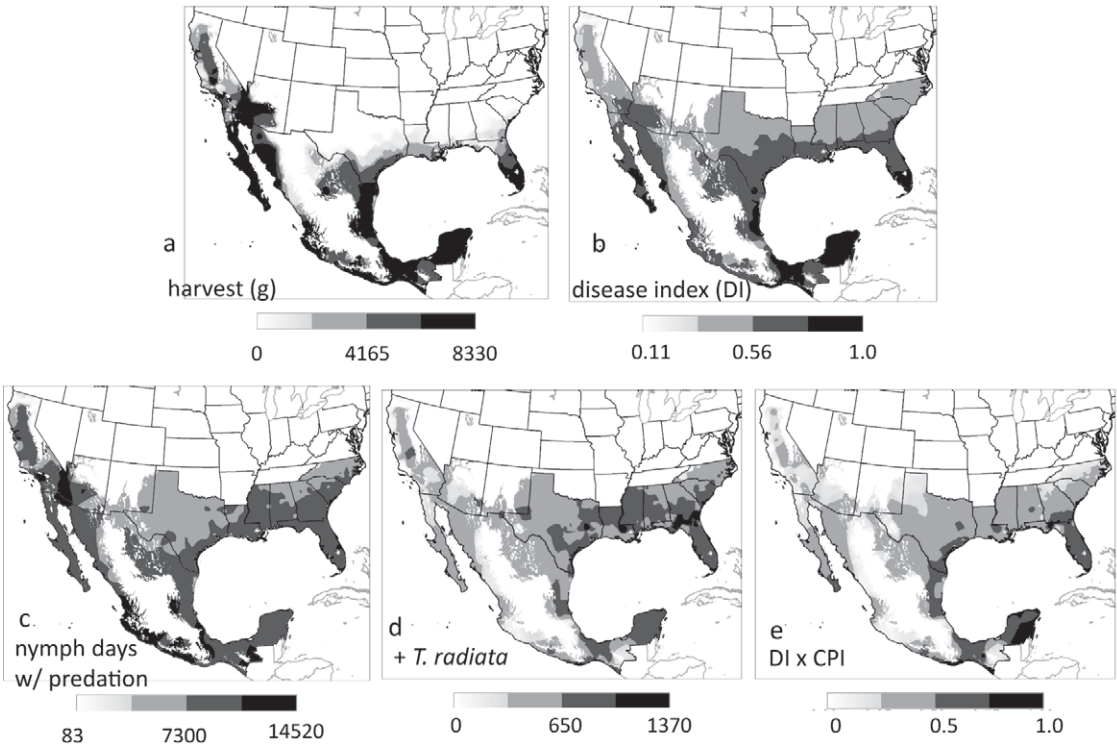 a
harvest (g)
0 4165 8330
b
disease index (DI)
0.11 0.56 1.0
c
nymph days
w/ predation
83 7300 14520
d
+ T. radiata
0 650 1370
e
DI x CPI
0 0.5 1.0